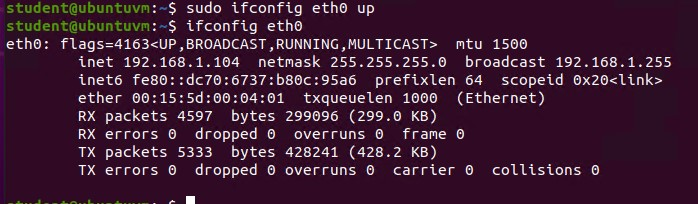 student@ubuntuvm:~$ sudo ifconfig eth0 up
student@ubuntuvm:~$ ifconfig eth0
eth0: flags=4163<UP,BROADCAST,RUNNING,MULTICAST>  mtu 1500
        inet 192.168.1.104  netmask 255.255.255.0  broadcast 192.168.1.255
        inet6 fe80::dc70:6737:b80c:95a6  prefixlen 64  scopeid 0x20<link>
        ether 00:15:5d:00:04:01  txqueuelen 1000  (Ethernet)
        RX packets 4597  bytes 299096 (299.0 KB)
        RX errors 0  dropped 0  overruns 0  frame 0
        TX packets 5333  bytes 428241 (428.2 KB)
        TX errors 0  dropped 0 overruns 0  carrier 0  collisions 0